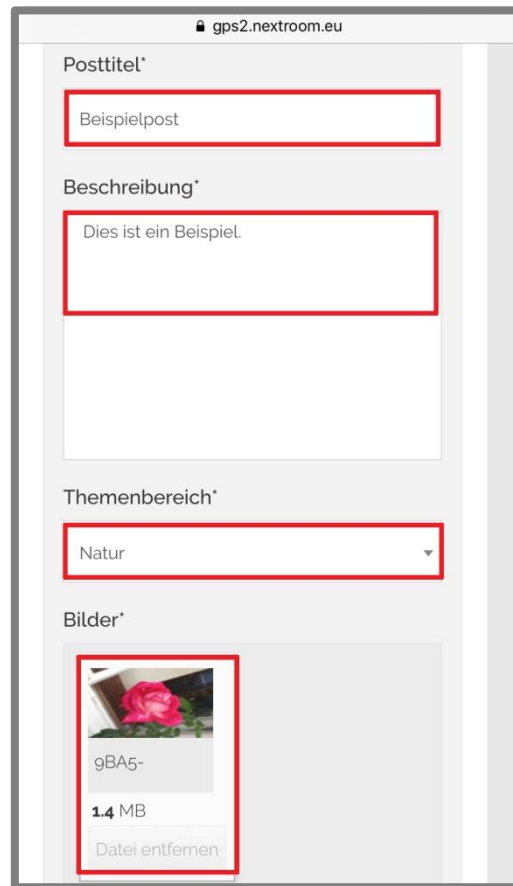 gps2.nextroom.eu
Posttitel*
Beispielpost
Beschreibung*
Dies ist ein Beispiel.
Themenbereich*
Natur
Bilder*
9BA5-
1.4 MB
Datei entfernen